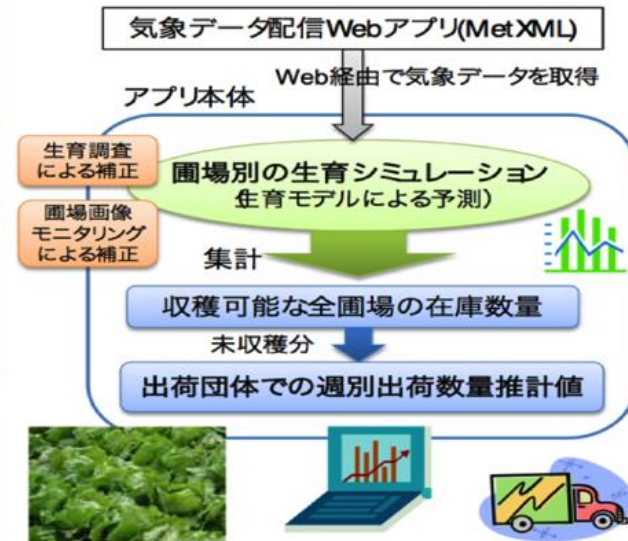 気象データ配信Webアプリ(MetXML)
Web経由で気象データを取得
アプリ本体
生育調査
による補正
圃場別の生育シミュレーション
(生育モデルによる予測)
圃場画像
モニタリング
による補正
集計
収穫可能な全圃場の在庫数量
未収穫分
出荷団体での週別出荷数量推計値